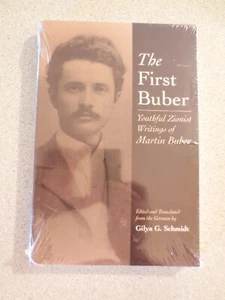 The
First
Buber
Youthful Zionist
Writings of
Martin Buber
Edited and Translated
from the German by
Gilya G. Schmidt